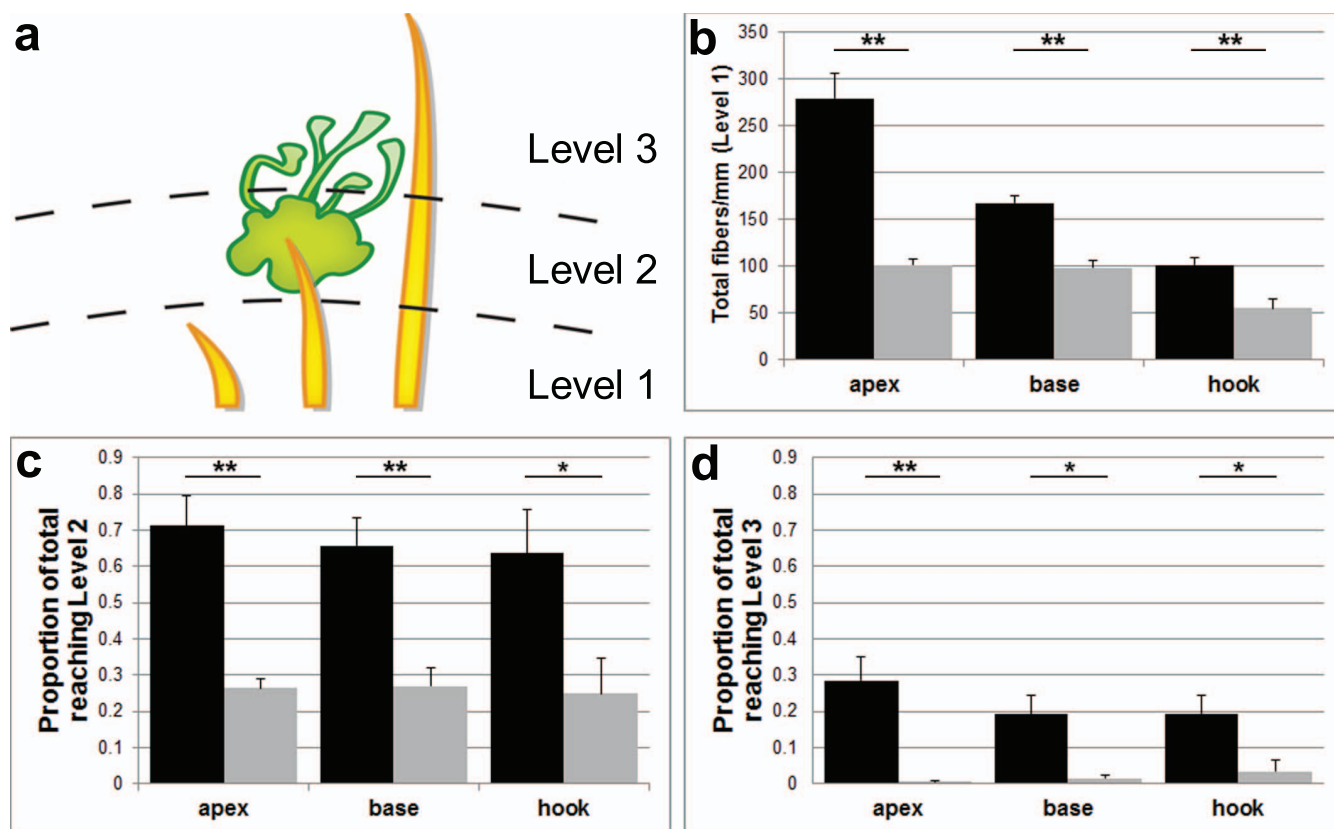 a
Level 3
Level 2
Level 1
b
Total fibers/mm (Level 1)
350
300
250
200
150
100
50
0
** ** **
apex base hook
c
Proportion of total
reaching Level 2
0.9
0.8
0.7
0.6
0.5
0.4
0.3
0.2
0.1
0
** ** *
apex base hook
d
Proportion of total
reaching Level 3
0.9
0.8
0.7
0.6
0.5
0.4
0.3
0.2
0.1
0
** * *
apex base hook